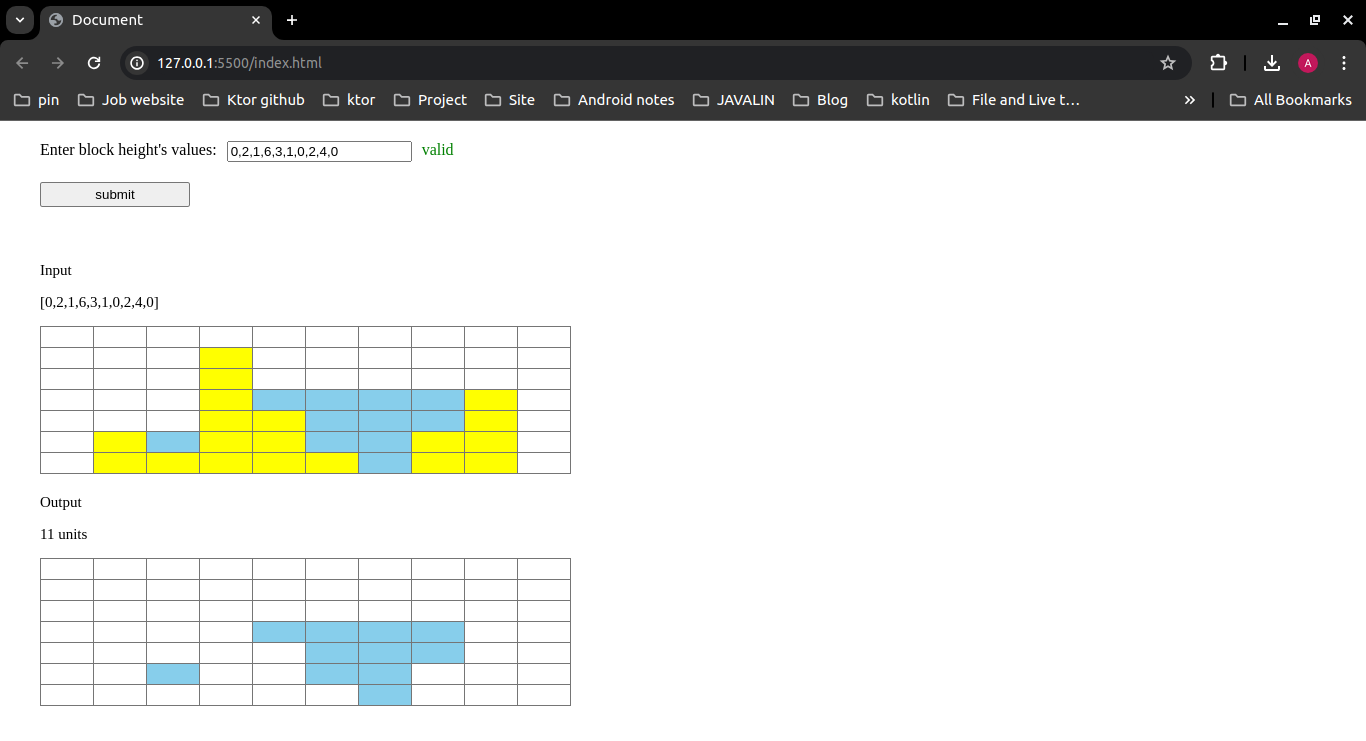 Document
127.0.0.1:5500/index.html
A
pin Job website Ktor github ktor Project Site Android notes JAVALIN Blog kotlin File and Live t… » All Bookmarks
Enter block height's values: 0,2,1,6,3,1,0,2,4,0 valid
submit
Input
[0,2,1,6,3,1,0,2,4,0]
Output
11 units